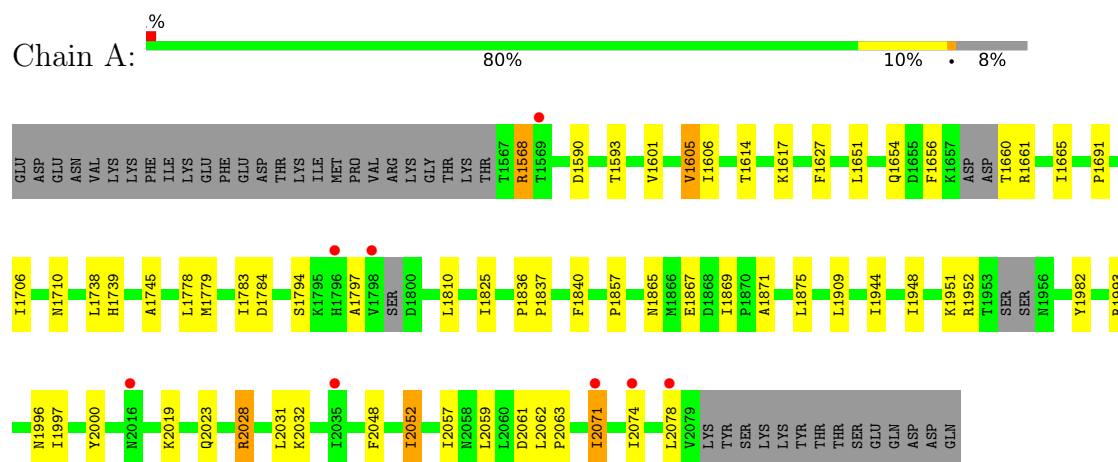 %
Chain A:
80% 10% • 8%
GLU ASP GLU ASN VAL LYS LYS PHE ILE LYS GLU PHE GLU ASP THR LYS ILE MET PRO VAL ARG LYS GLY THR LYS THR T1567 R1568 T1569 D1590 T1593 V1601 V1605 I1606 T1614 K1617 F1627 L1651 Q1654 D1655 F1656 K1657 ASP ASP T1660 R1661 I1665 P1691
I1706 N1710 L1738 H1739 A1745 L1778 M1779 I1783 D1784 S1794 K1795 H1796 A1797 V1798 SER D1800 L1810 I1825 P1836 P1837 F1840 P1857 N1865 M1866 E1867 D1868 I1869 P1870 A1871 L1875 L1909 I1944 I1948 K1951 R1952 T1953 SER SER N1956 Y1982
N1996 I1997 Y2000 N2016 K2019 Q2023 R2028 L2031 K2032 I2035 F2048 I2052 I2057 N2058 L2059 L2060 D2061 L2062 P2063 I2071 I2074 L2078 V2079 LYS TYR SER LYS LYS TYR THR THR SER GLU GLN ASP ASP GLN